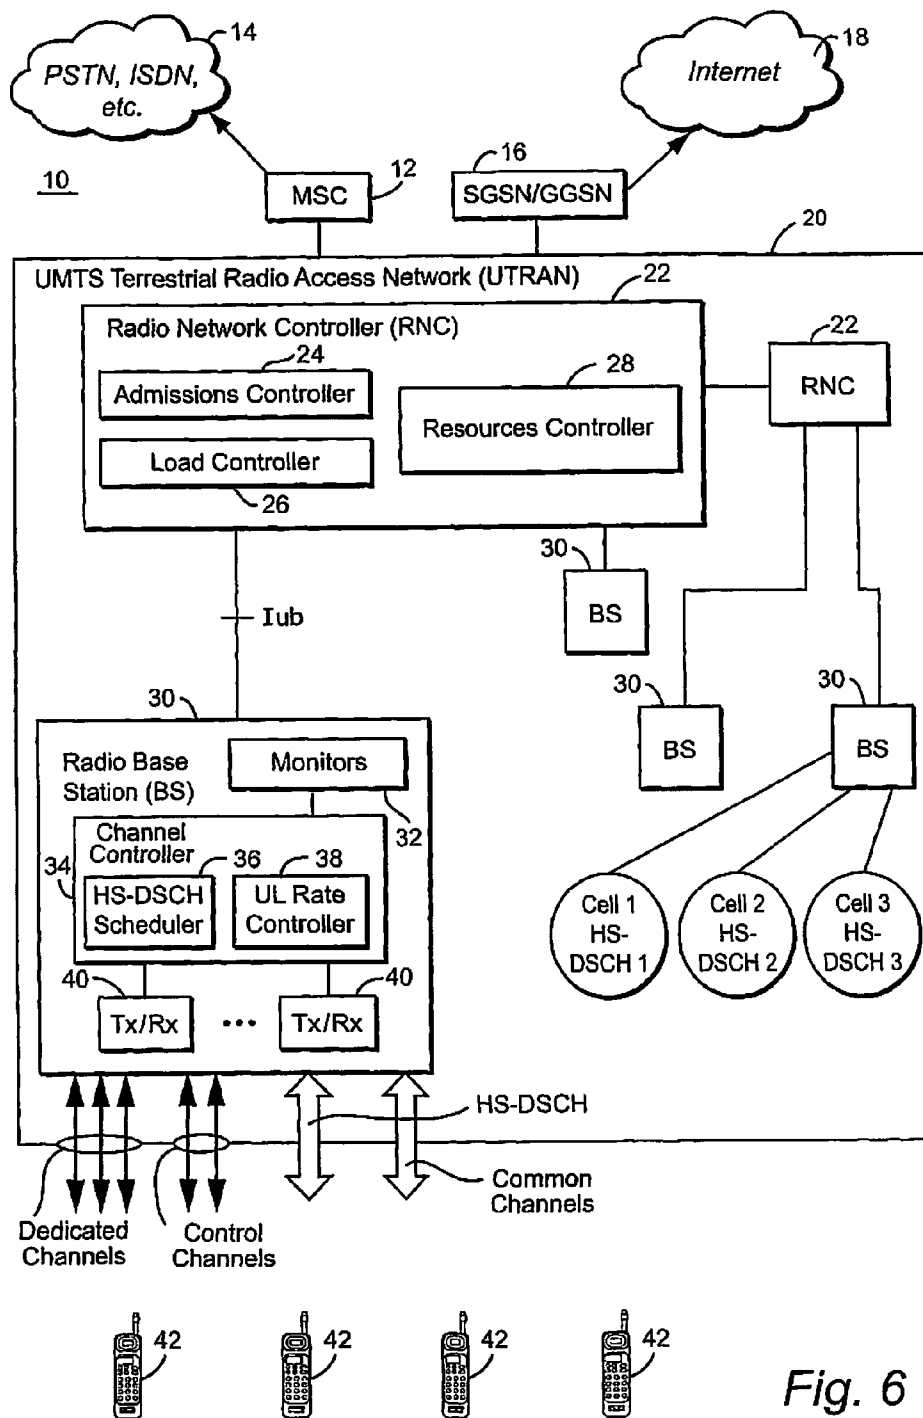 14
PSTN, ISDN,
etc.
Internet
18
10
MSC
12
16
SGSN/GGSN
20
UMTS Terrestrial Radio Access Network (UTRAN)
22
Radio Network Controller (RNC)
24
Admissions Controller
28
Resources Controller
Load Controller
26
22
RNC
30
BS
Iub
30
BS
30
BS
30
Radio Base
Station (BS)
Monitors
32
Channel
Controller
34
36
HS-DSCH
Scheduler
38
UL Rate
Controller
40
Tx/Rx
...
40
Tx/Rx
Cell 1
HS-
DSCH 1
Cell 2
HS-
DSCH 2
Cell 3
HS-
DSCH 3
HS-DSCH
Common
Channels
Dedicated
Channels
Control
Channels
42
42
42
42
Fig. 6